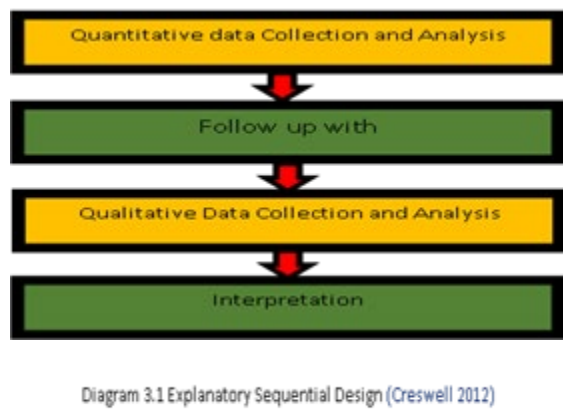 Quantitative data Collection and Analysis
Follow up with
Qualitative Data Collection and Analysis
Interpretation
Diagram 3.1 Explanatory Sequential Design (Creswell 2012)